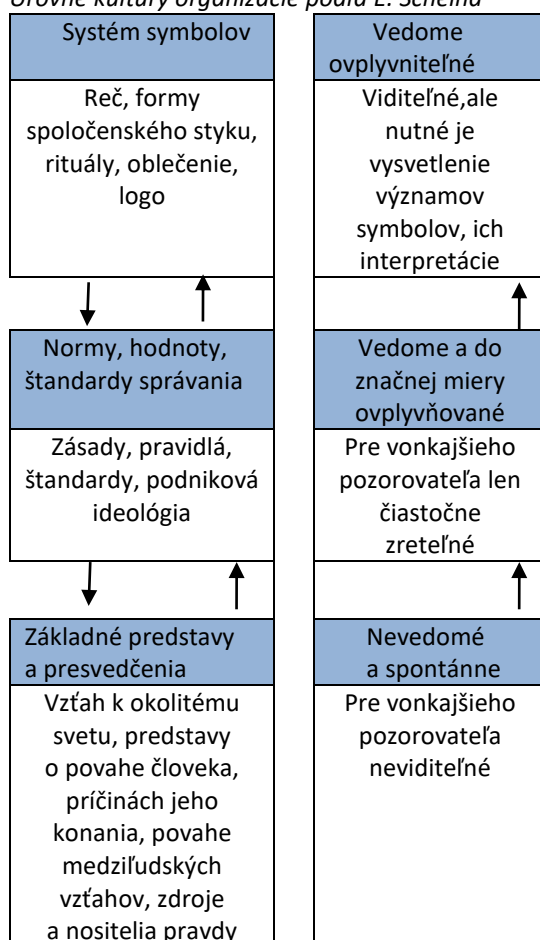 Úrovne kultúry organizácie podľa E. Scheina
Systém symbolov
Reč, formy
spoločenského styku,
rituály, oblečenie,
logo
Vedome
ovplyvniteľné
Viditeľné,ale
nutné je
vysvetlenie
významov
symbolov, ich
interpretácie
Normy, hodnoty,
štandardy správania
Zásady, pravidlá,
štandardy, podniková
ideológia
Vedome a do
značnej miery
ovplyvňované
Pre vonkajšieho
pozorovateľa len
čiastočne
zreteľné
Základné predstavy
a presvedčenia
Vzťah k okolitému
svetu, predstavy
o povahe človeka,
príčinách jeho
konania, povahe
medziľudských
vzťahov, zdroje
a nositelia pravdy
Nevedomé
a spontánne
Pre vonkajšieho
pozorovateľa
neviditeľné